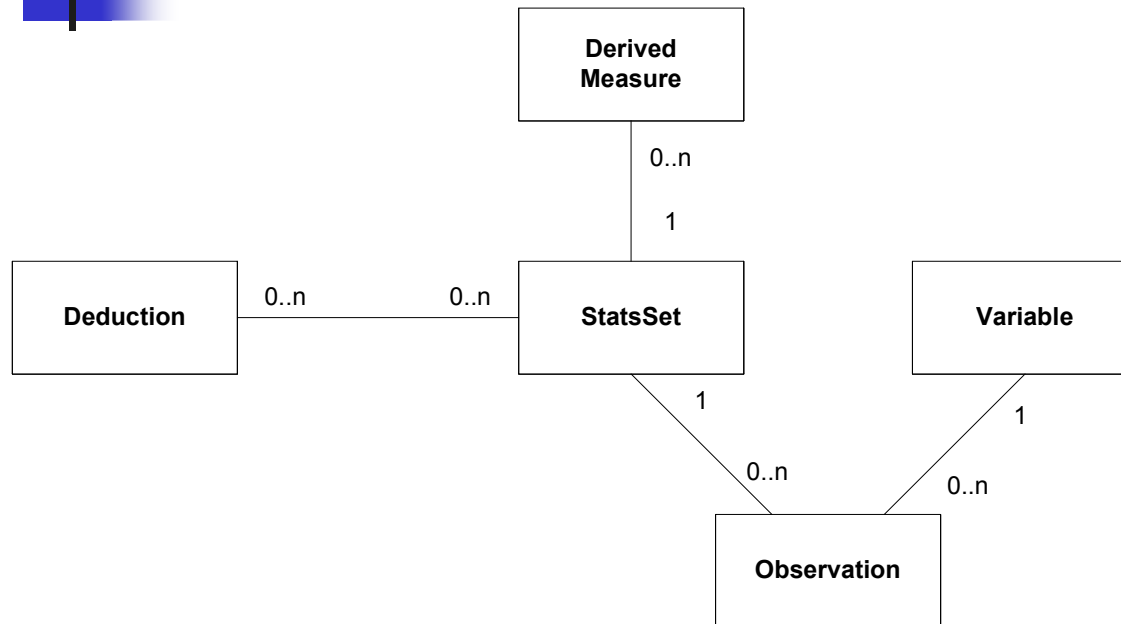 Derived
Measure
0..n
1
Deduction
0..n
0..n
StatsSet
Variable
1
1
0..n
0..n
Observation